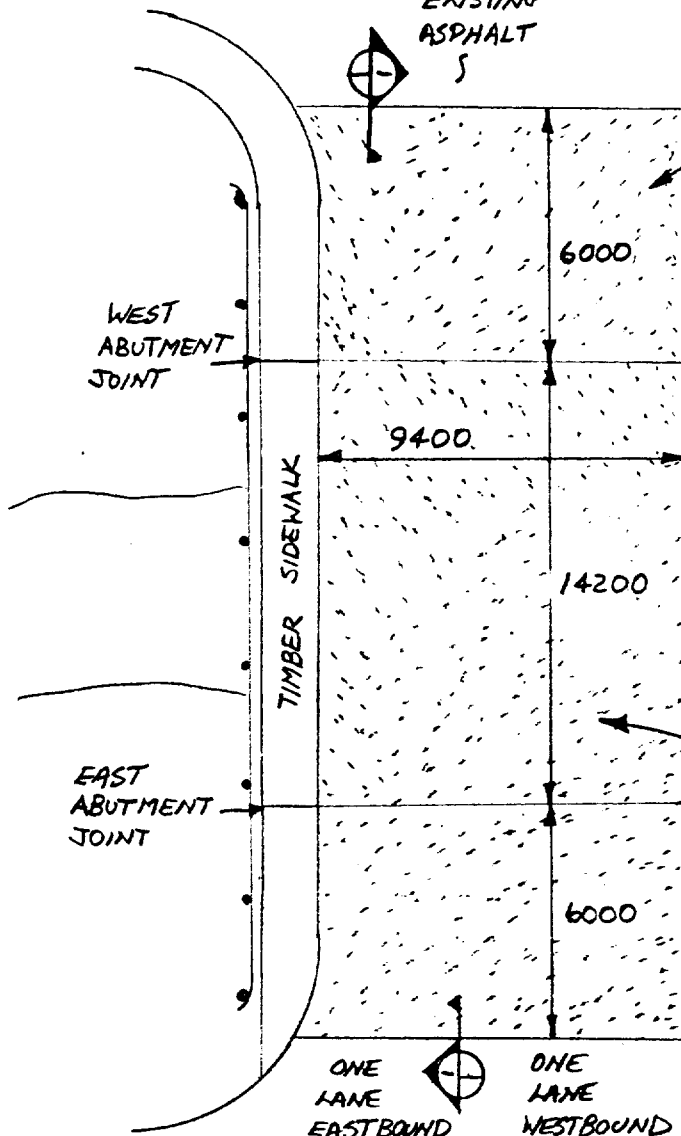 EXISTING
ASPHALT
6000
WEST
ABUTMENT
JOINT
9400
TIMBER SIDEWALK
14200
EAST
ABUTMENT
JOINT
6000
ONE
LANE
EASTBOUND
ONE
LANE
WESTBOUND